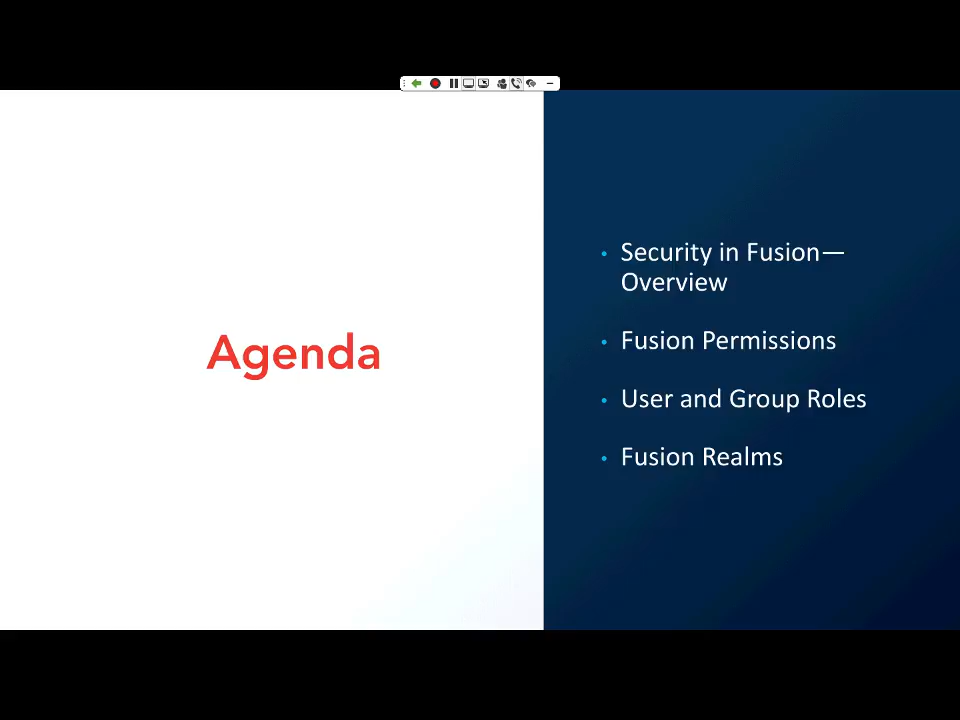 Agenda
• Security in Fusion—
Overview
• Fusion Permissions
• User and Group Roles
• Fusion Realms